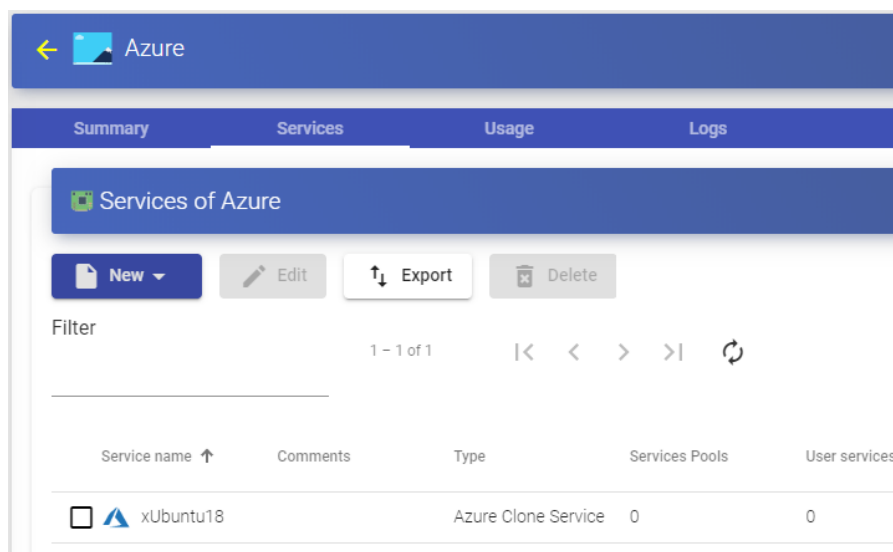 Azure
Summary Services Usage Logs
Services of Azure
New Edit Export Delete
Filter
1 – 1 of 1
Service name Comments Type Services Pools User services
xUbuntu18 Azure Clone Service 0 0